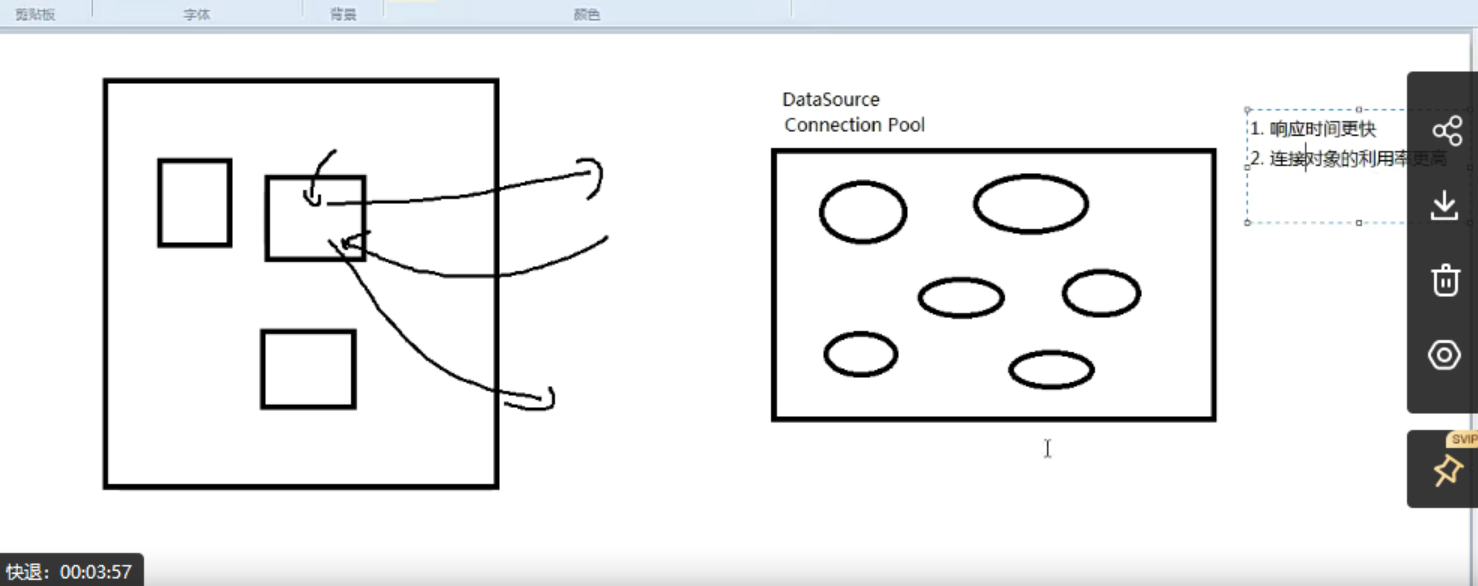 剪贴板 字体 背景 颜色
DataSource
Connection Pool
1. 响应时间更快
2. 连接对象的利用率更高
SVIP
快退：00:03:57